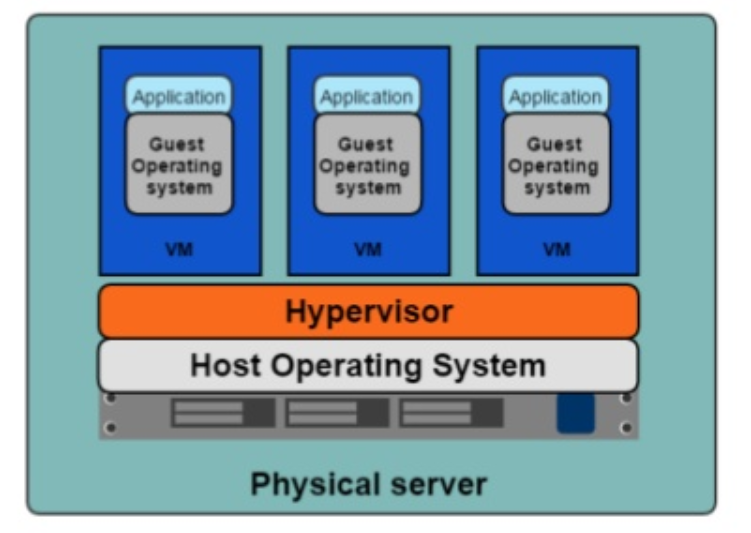 Application
Guest
Operating
system
VM
Application
Guest
Operating
system
VM
Application
Guest
Operating
system
VM
Hypervisor
Host Operating System
Physical server